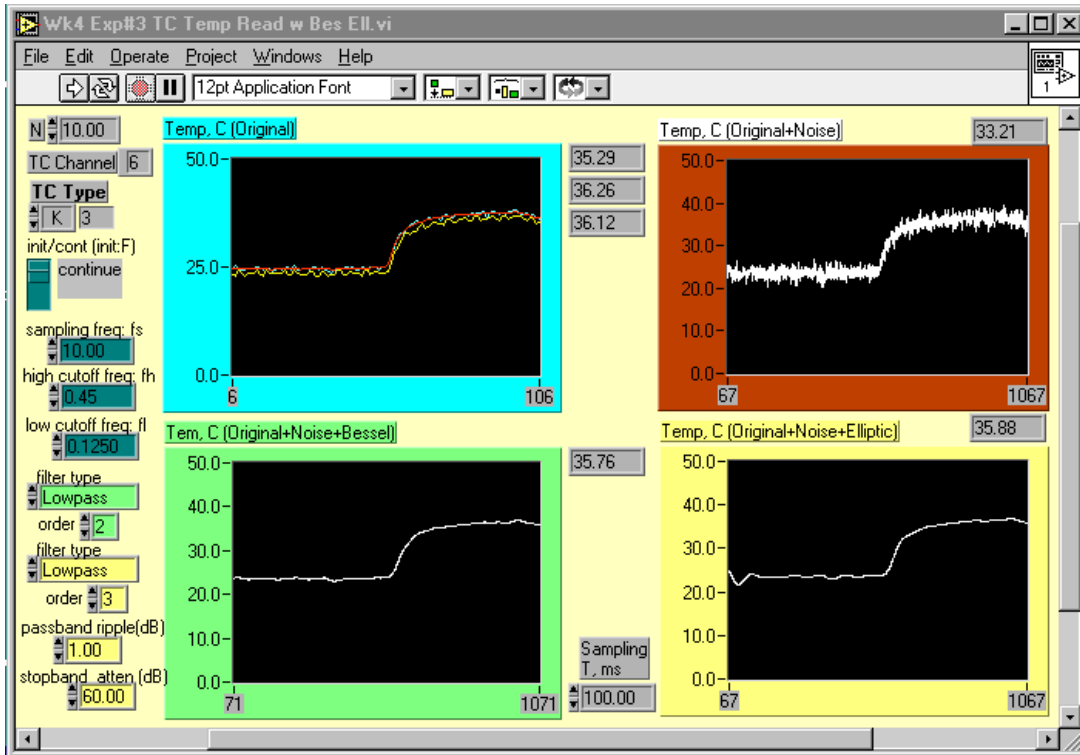 Wk4 Exp#3 TC Temp Read w Bes Ell.vi
File Edit Operate Project Windows Help
12pt Application Font
1
N 10.00
TC Channel 6
TC Type
K 3
init/cont (init:F)
continue
sampling freq: fs
10.00
high cutoff freq: fh
0.45
low cutoff freq: fl
0.1250
filter type
Lowpass
order 2
filter type
Lowpass
order 3
passband ripple(dB)
1.00
stopband atten (dB)
60.00
Temp, C (Original)
50.0-
25.0-
0.0-
6 106
35.29
36.26
36.12
Temp, C (Original+Noise)
33.21
50.0-
40.0-
30.0-
20.0-
10.0-
0.0-
67 1067
Tem, C (Original+Noise+Bessel)
50.0-
40.0-
30.0-
20.0-
10.0-
0.0-
71 1071
35.76
Sampling
T, ms
100.00
Temp, C (Original+Noise+Elliptic)
35.88
50.0-
40.0-
30.0-
20.0-
10.0-
0.0-
67 1067